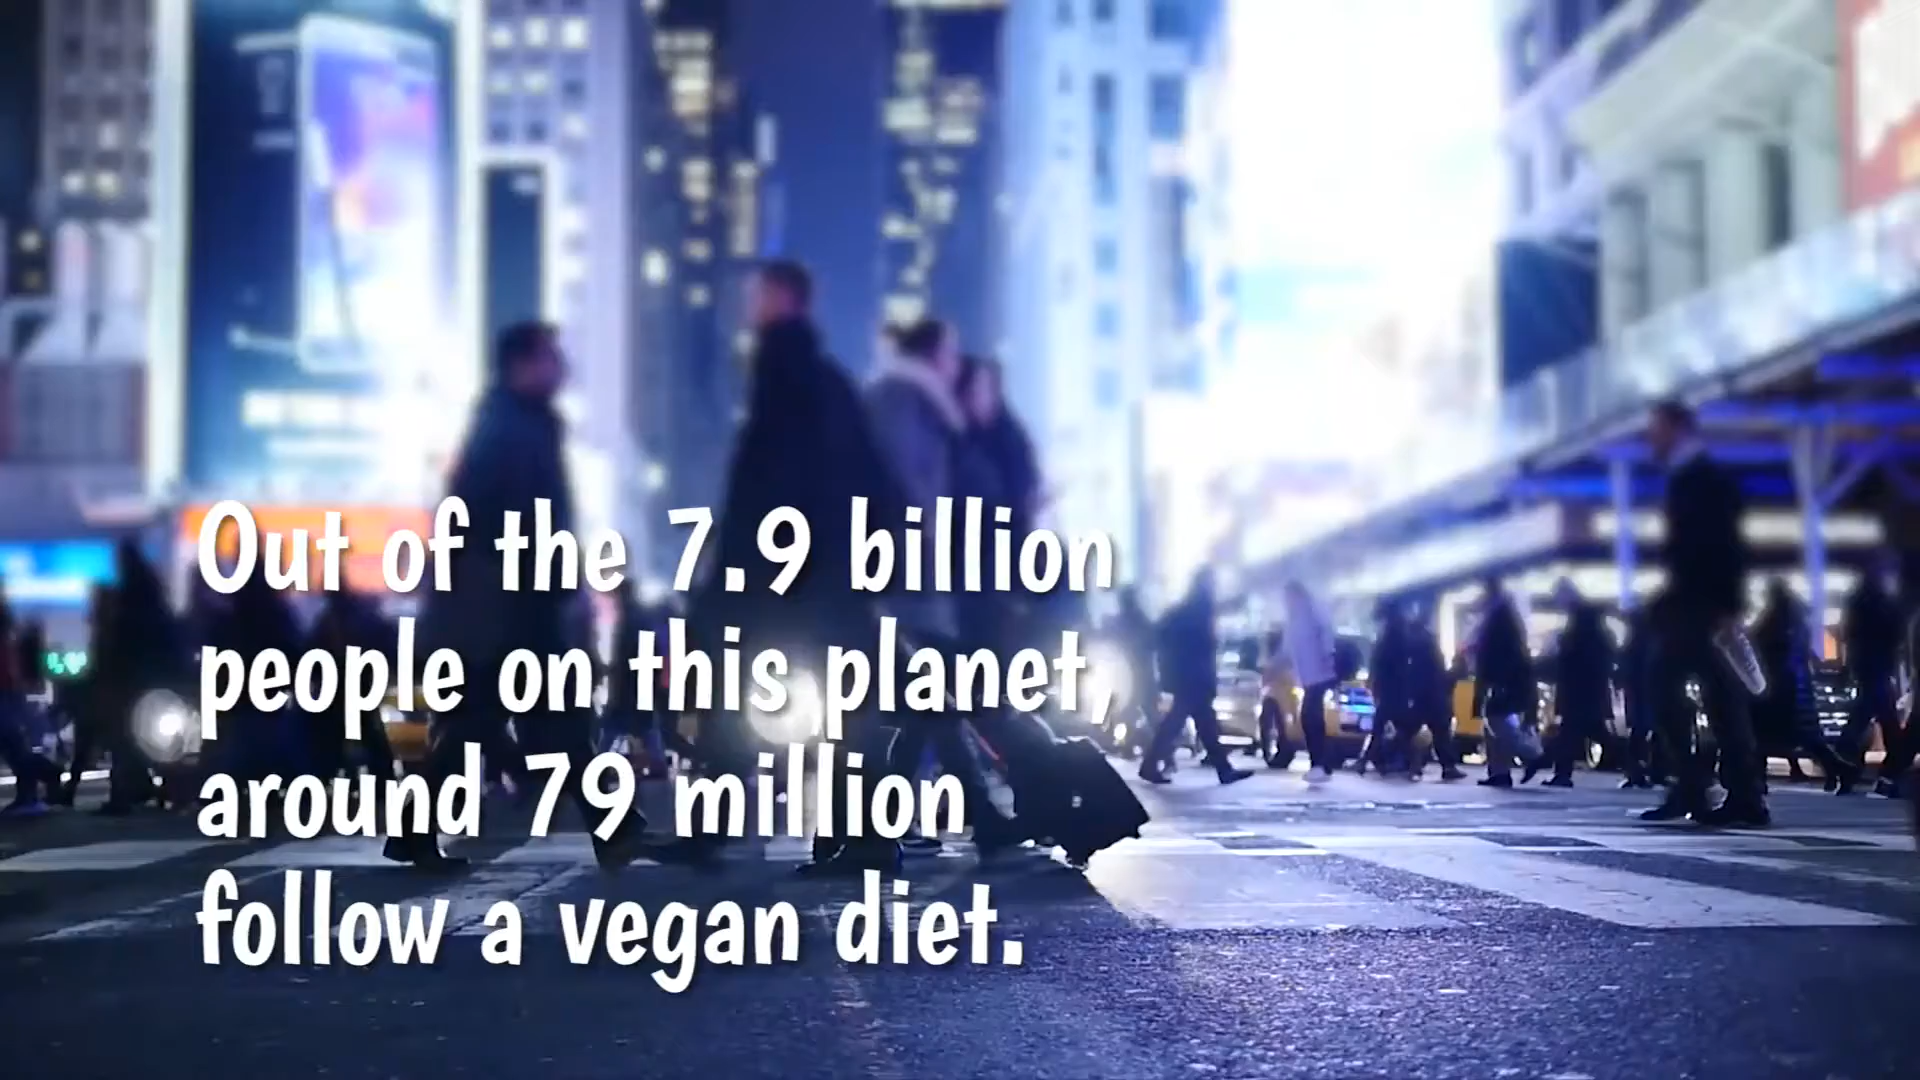 Out of the 7.9 billion
people on this planet,
around 79 million
follow a vegan diet.